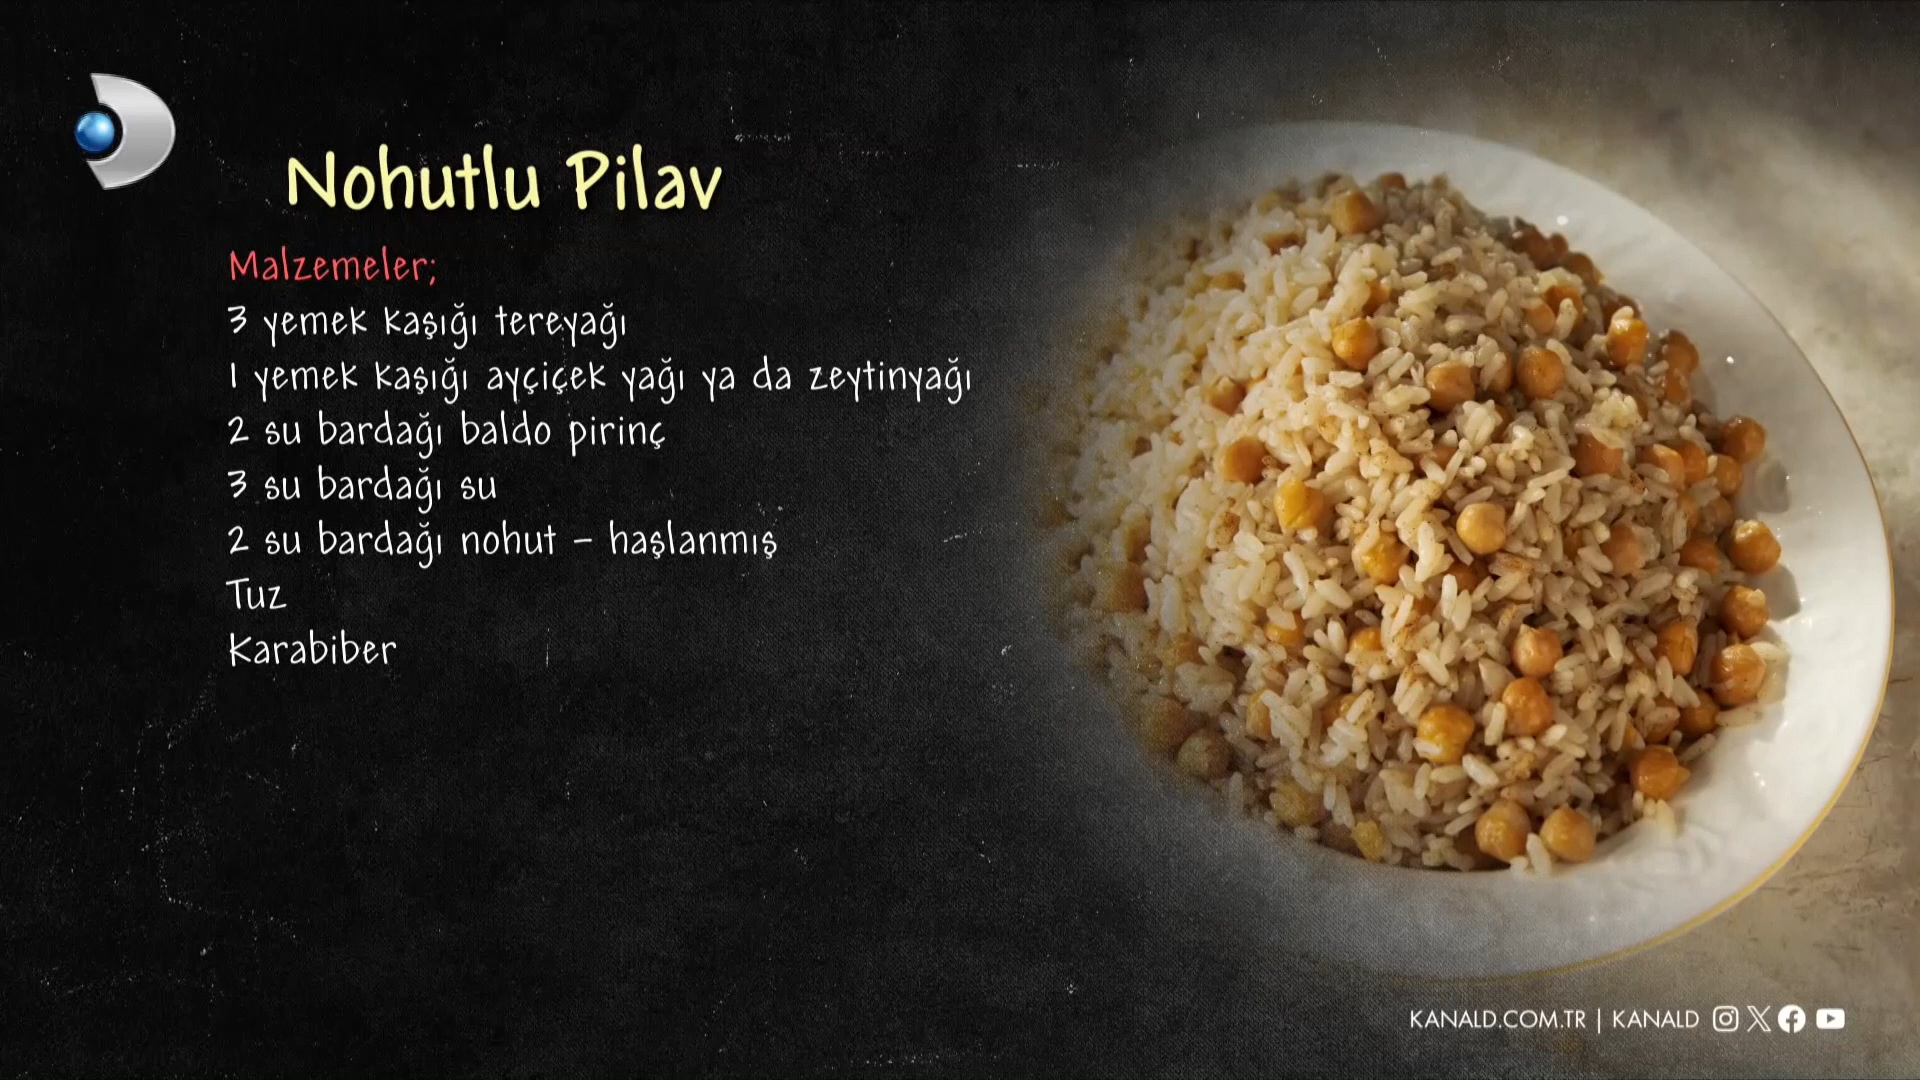 Nohutlu Pilav
Malzemeler;
3 yemek kaşığı tereyağı
1 yemek kaşığı ayçiçek yağı ya da zeytinyağı
2 su bardağı baldo pirinç
3 su bardağı su
2 su bardağı nohut - haşlanmış
Tuz
Karabiber
KANALD.COM.TR | KANALD